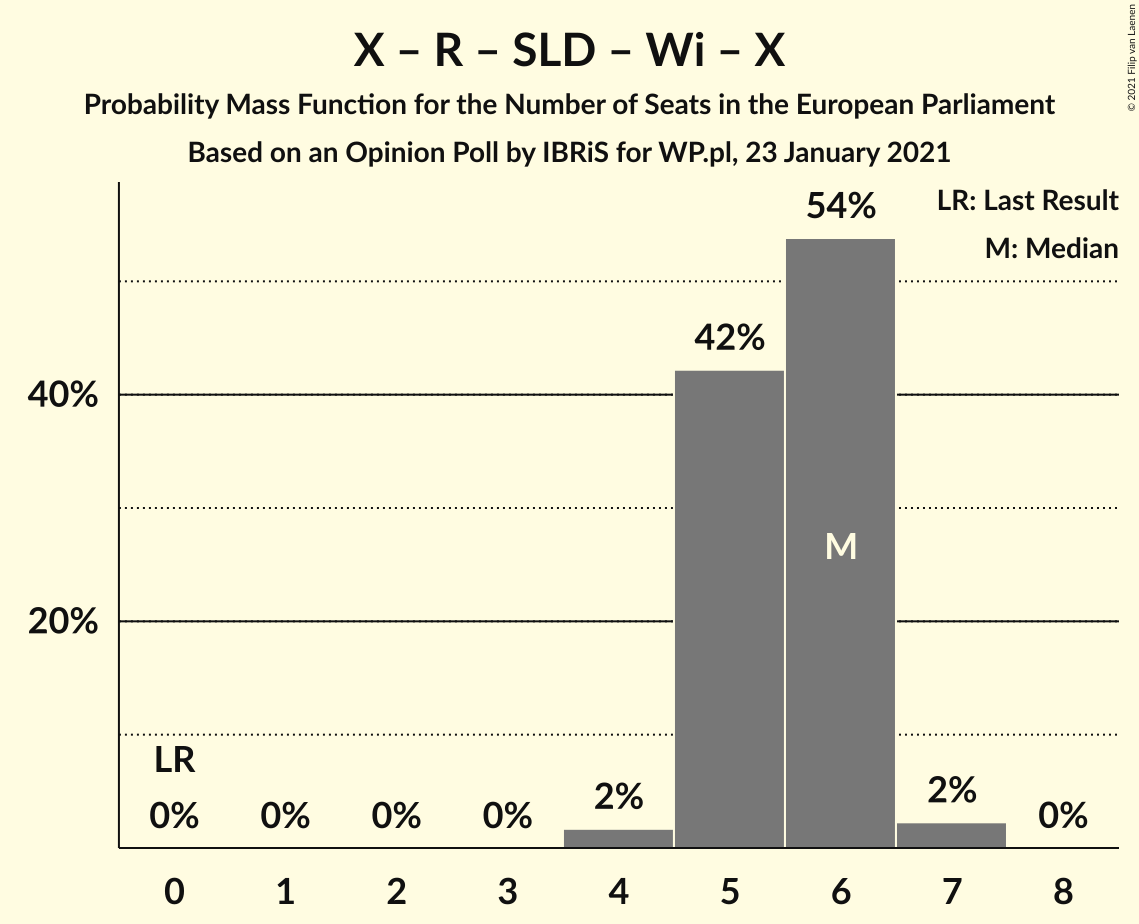 X – R – SLD – Wi – X
Probability Mass Function for the Number of Seats in the European Parliament
Based on an Opinion Poll by IBRiS for WP.pl, 23 January 2021
© 2021 Filip van Laenen
LR: Last Result
M: Median
54%
42%
40%
M
20%
LR
0% 0% 0% 0% 2% 2% 0%
0 1 2 3 4 5 6 7 8